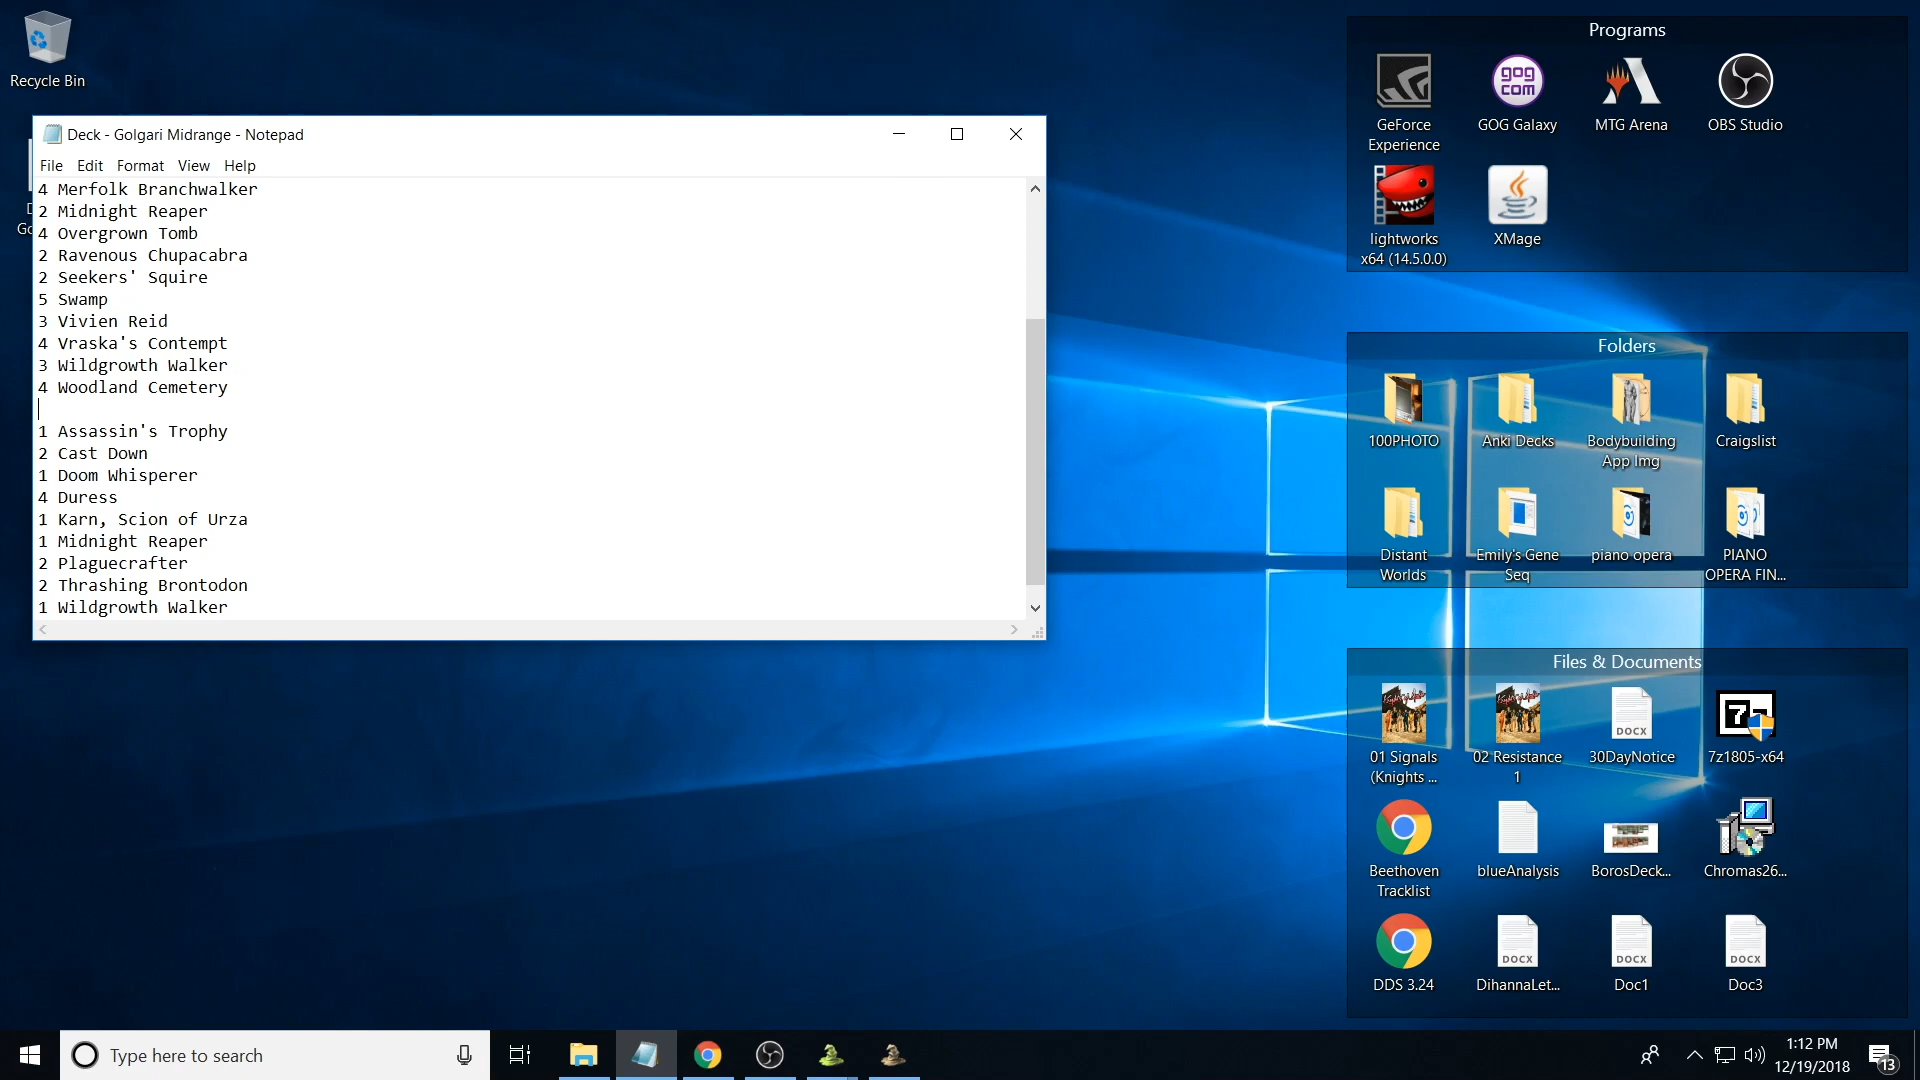 Recycle Bin
Deck - Golgari Midrange - Notepad
File Edit Format View Help
4 Merfolk Branchwalker
2 Midnight Reaper
4 Overgrown Tomb
2 Ravenous Chupacabra
2 Seekers' Squire
5 Swamp
3 Vivien Reid
4 Vraska's Contempt
3 Wildgrowth Walker
4 Woodland Cemetery
1 Assassin's Trophy
2 Cast Down
1 Doom Whisperer
4 Duress
1 Karn, Scion of Urza
1 Midnight Reaper
2 Plaguecrafter
2 Thrashing Brontodon
1 Wildgrowth Walker
Programs
gog
com
GeForce
Experience
GOG Galaxy
MTG Arena
OBS Studio
lightworks
x64 (14.5.0.0)
XMage
Folders
100PHOTO
Anki Decks
Bodybuilding
App Img
Craigslist
Distant
Worlds
Emily's Gene
Seq
piano opera
PIANO
OPERA FIN...
Files & Documents
DOCX
7z
01 Signals
(Knights ...
02 Resistance
1
30DayNotice
7z1805-x64
Beethoven
Tracklist
blueAnalysis
BorosDeck...
Chromas26...
DOCX
DOCX
DOCX
DDS 3.24
DihannaLet...
Doc1
Doc3
Type here to search
1:12 PM
12/19/2018
13